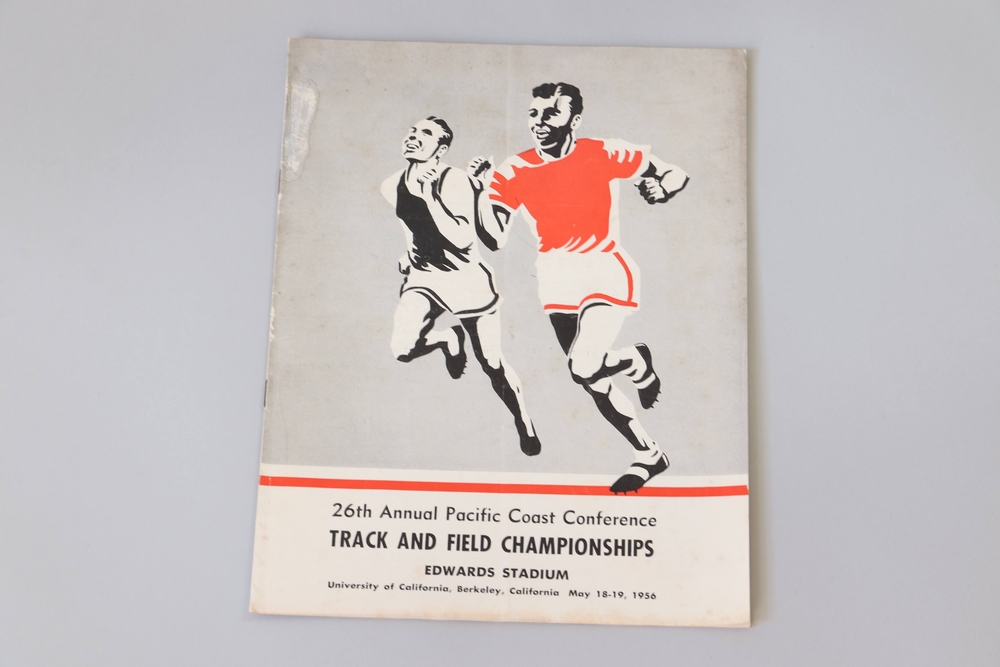 26th Annual Pacific Coast Conference
TRACK AND FIELD CHAMPIONSHIPS
EDWARDS STADIUM
University of California, Berkeley, California May 18-19, 1956